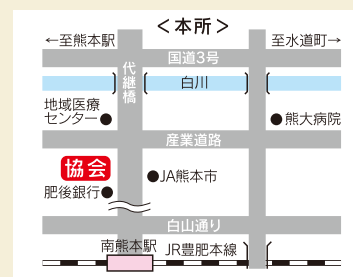 <本所>
←至熊本駅
至水道町→
国道3号
代継橋
白川
地域医療
センター
熊大病院
産業道路
協会
JA熊本市
肥後銀行
白山通り
南熊本駅
JR豊肥本線